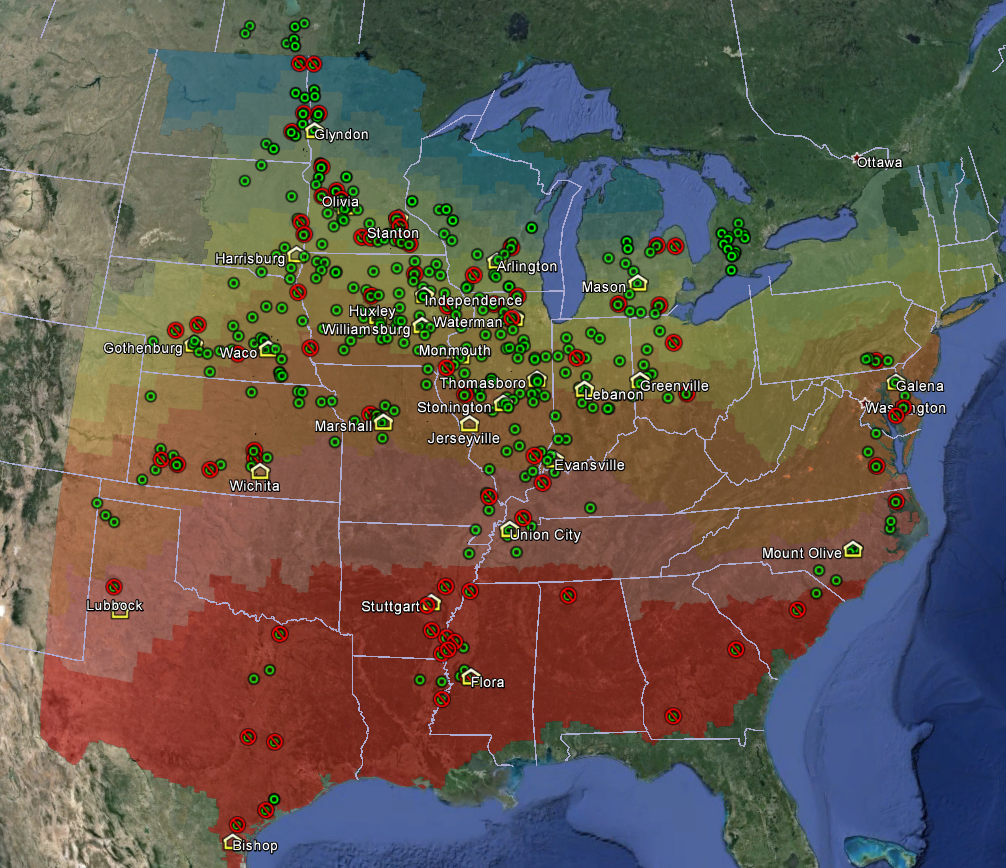 Glyndon
Ottawa
Olivia
Stanton
Harrisburg
Arlington
Mason
Independence
Huxley
Williamsburg
Waterman
Gothenburg
Waco
Monmouth
Thomasboro
Greenville
Lebanon
Galena
Stonington
Washington
Marshall
Jerseyville
Evansville
Wichita
Union City
Mount Olive
Lubbock
Stuttgart
Flora
Bishop